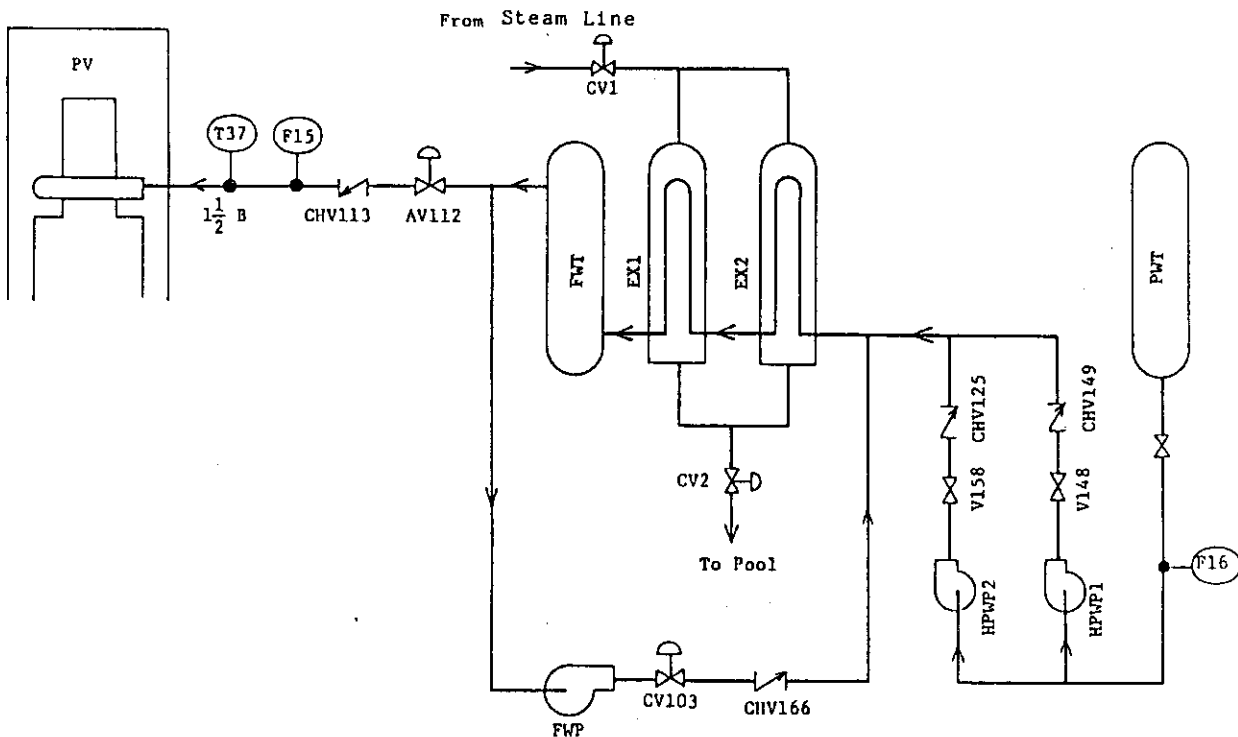 From Steam Line
PV
CV1
T37
F15
1 1/2 B
CHV113
AV112
FWT
EX1
EX2
PWT
CHV125
CHV149
CV2
V158
V148
To Pool
F16
HPWP2
HPWP1
CV103
CHV166
FWP